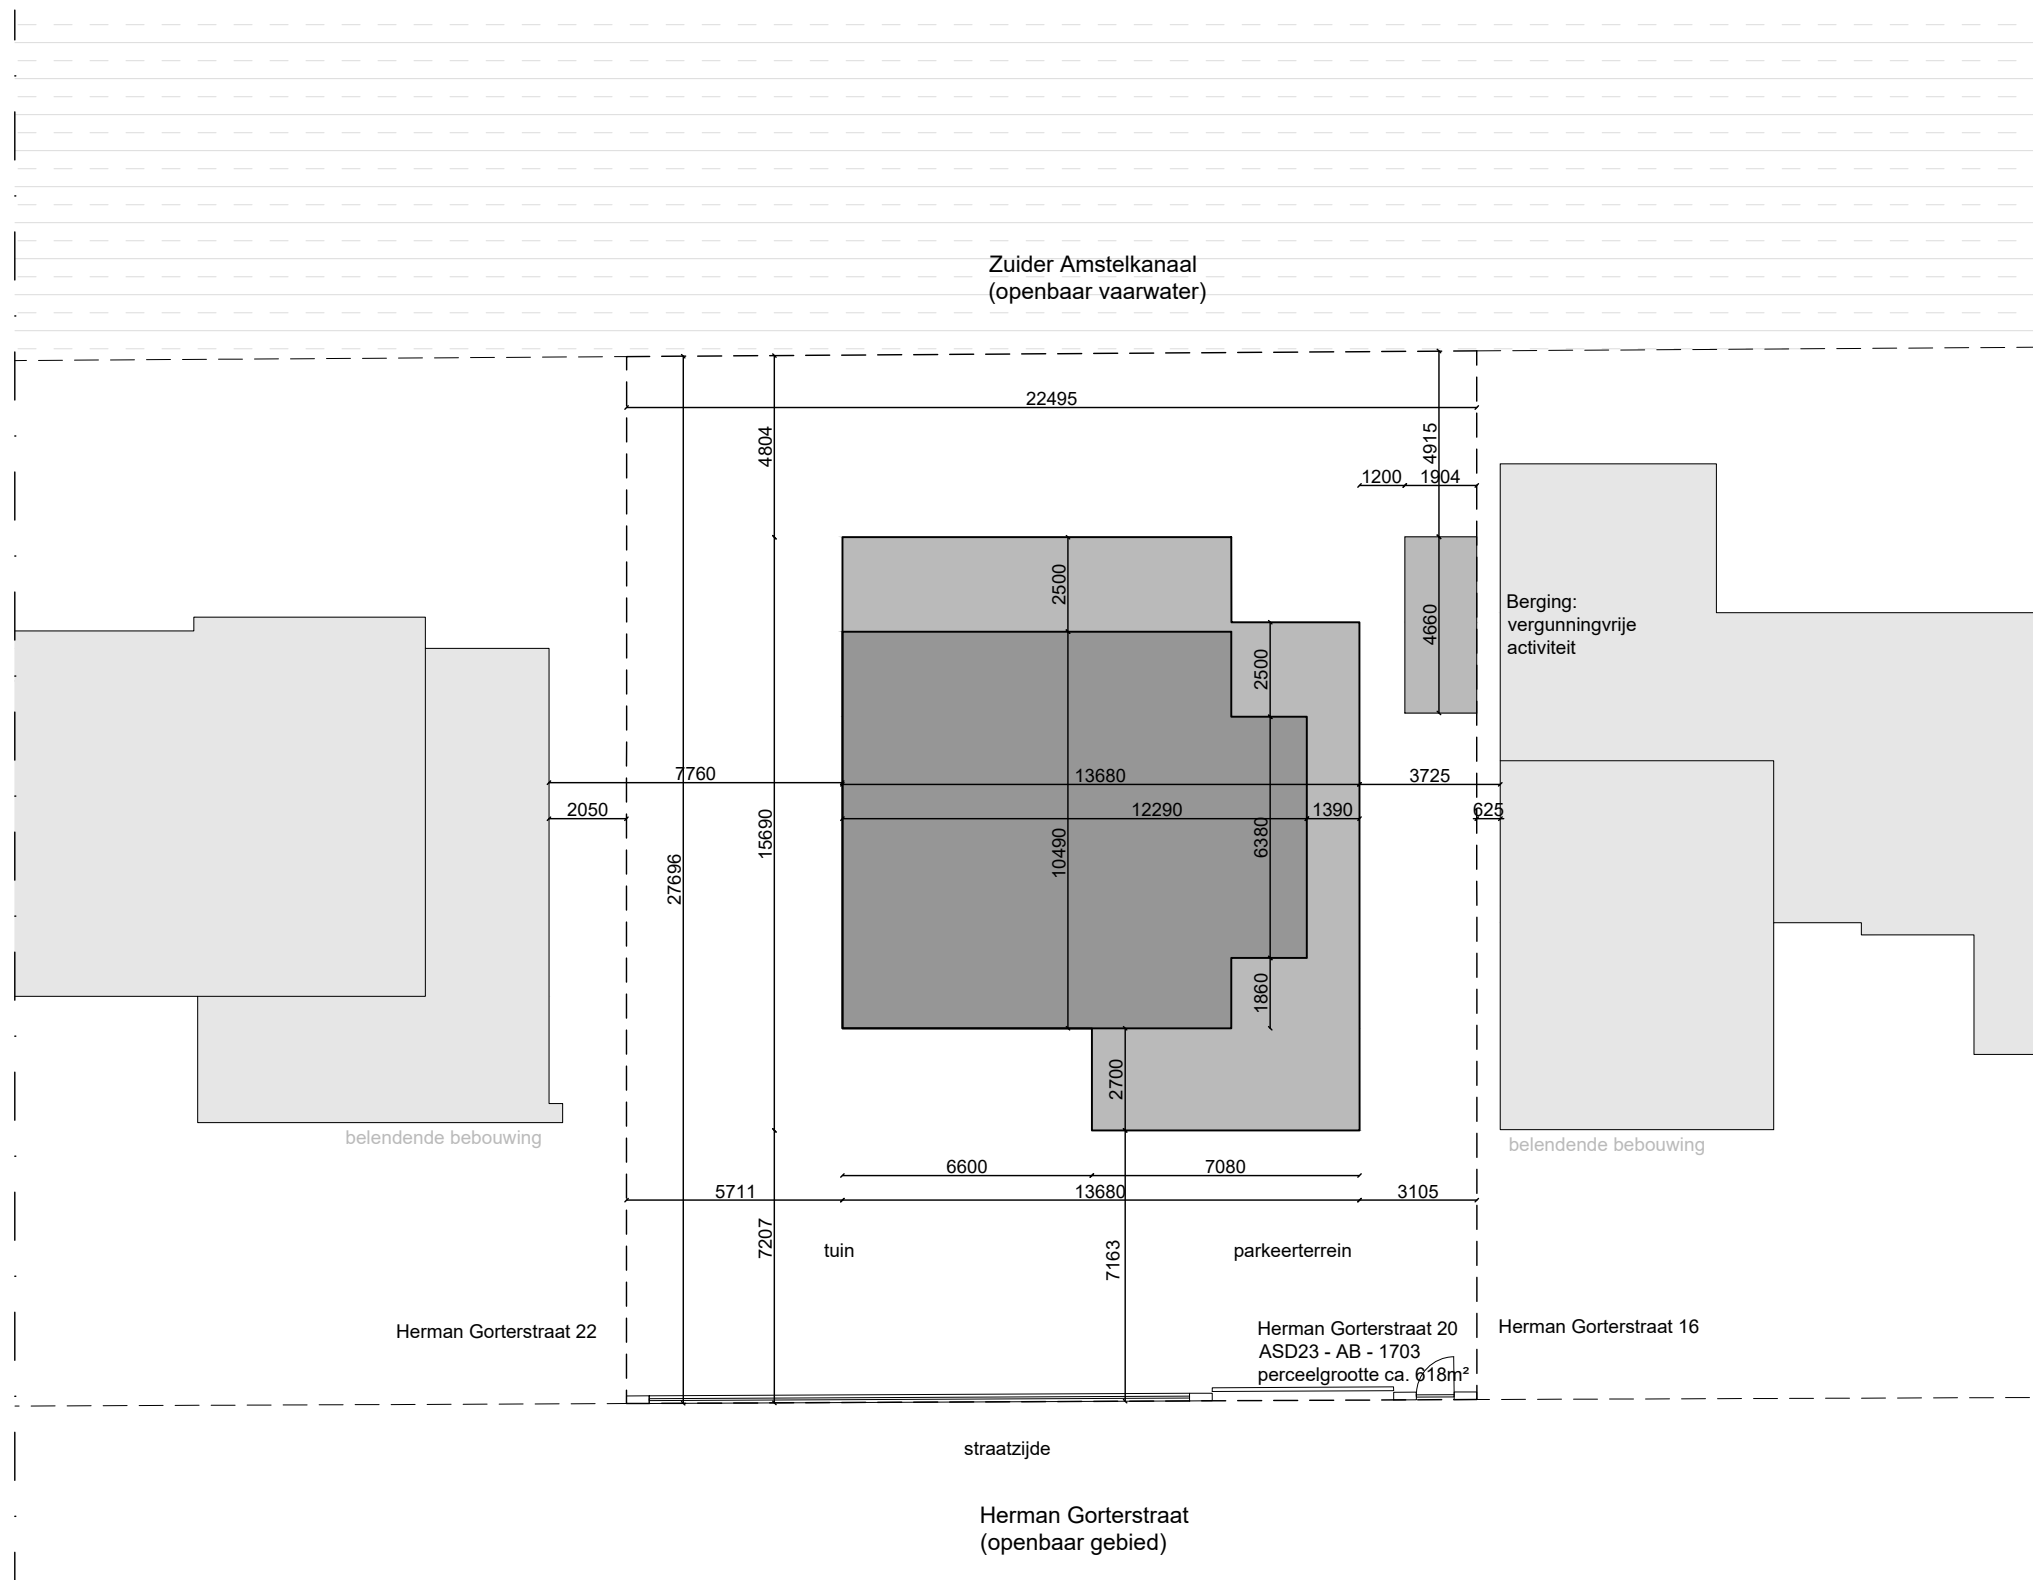 Zuider Amstelkanaal
(openbaar vaarwater)
22495
4804
4915
1200
1904
2500
4660
Berging:
vergunningvrije
activiteit
2500
7760
13680
3725
2050
12290
1390
625
15690
10490
6380
27696
1860
2700
belendende bebouwing
belendende bebouwing
6600
7080
5711
13680
3105
7207
7163
tuin
parkeerterrein
Herman Gorterstraat 22
Herman Gorterstraat 20
ASD23 - AB - 1703
perceelgrootte ca. 618m²
Herman Gorterstraat 16
straatzijde
Herman Gorterstraat
(openbaar gebied)